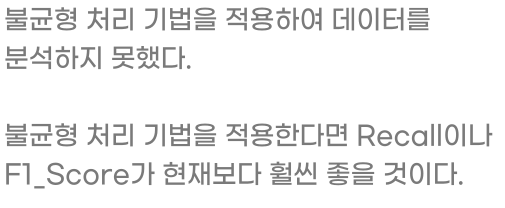 불균형 처리 기법을 적용하여 데이터를
분석하지 못했다.
불균형 처리 기법을 적용한다면 Recall이나
F1_Score가 현재보다 훨씬 좋을 것이다.